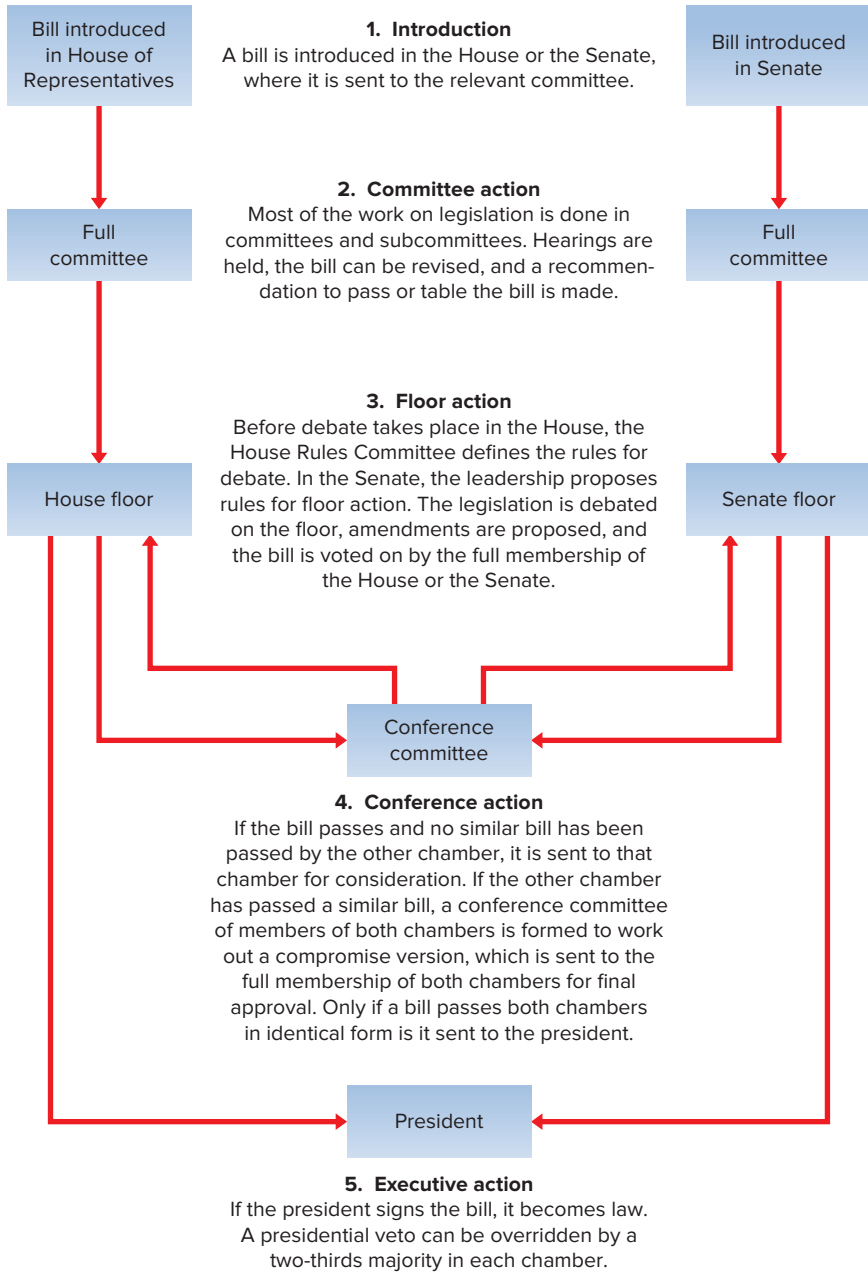 Bill introduced
in House of
Representatives
1. Introduction
A bill is introduced in the House or the Senate,
where it is sent to the relevant committee.
Bill introduced
in Senate
2. Committee action
Most of the work on legislation is done in
committees and subcommittees. Hearings are
held, the bill can be revised, and a recommen-
dation to pass or table the bill is made.
Full
committee
Full
committee
3. Floor action
Before debate takes place in the House, the
House Rules Committee defines the rules for
debate. In the Senate, the leadership proposes
rules for floor action. The legislation is debated
on the floor, amendments are proposed, and
the bill is voted on by the full membership of
the House or the Senate.
House floor
Senate floor
Conference
committee
4. Conference action
If the bill passes and no similar bill has been
passed by the other chamber, it is sent to that
chamber for consideration. If the other chamber
has passed a similar bill, a conference committee
of members of both chambers is formed to work
out a compromise version, which is sent to the
full membership of both chambers for final
approval. Only if a bill passes both chambers
in identical form is it sent to the president.
President
5. Executive action
If the president signs the bill, it becomes law.
A presidential veto can be overridden by a
two-thirds majority in each chamber.